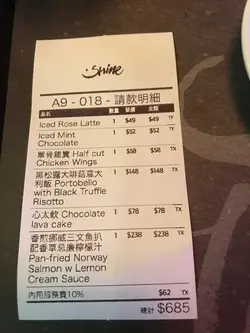 Shine
A9 - 018 - 請款明細
品名 數量 單價 金額
Iced Rose Latte 1 $49 $49 TX
Iced Mint 1 $52 $52 TX
Chocolate
單骨雞翼 Half cut 1 $58 $58 TX
Chicken Wings
黑松露大啡菇意大 1 $148 $148 TX
利飯 Portobello
with Black Truffle
Risotto
心太軟 Chocolate 1 $78 $78 TX
lava cake
香煎挪威三文魚扒 1 $238 $238 TX
配香草忌廉檸檬汁
Pan-fried Norway
Salmon w Lemon
Cream Sauce
內用服務費10% $62 TX
總計 $685